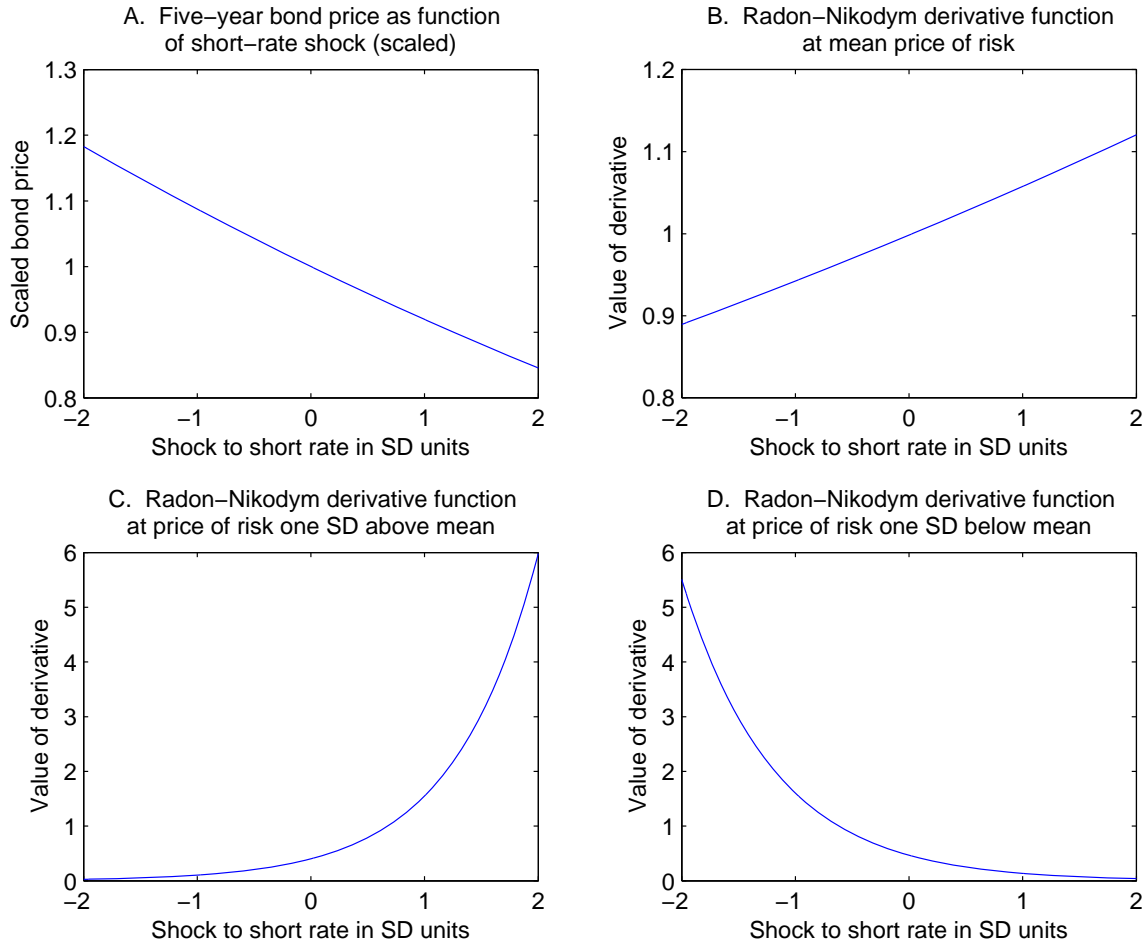 A. Five−year bond price as function
of short−rate shock (scaled)
1.3
1.2
1.1
1
0.9
0.8
−2
−1
0
1
2
Scaled bond price
Shock to short rate in SD units
B. Radon−Nikodym derivative function
at mean price of risk
1.2
1.1
1
0.9
0.8
−2
−1
0
1
2
Value of derivative
Shock to short rate in SD units
C. Radon−Nikodym derivative function
at price of risk one SD above mean
6
5
4
3
2
1
0
−2
−1
0
1
2
Value of derivative
Shock to short rate in SD units
D. Radon−Nikodym derivative function
at price of risk one SD below mean
6
5
4
3
2
1
0
−2
−1
0
1
2
Value of derivative
Shock to short rate in SD units